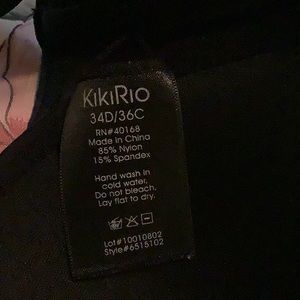 KikiRio
34D/36C
RN#40168
Made in China
85% Nylon
15% Spandex
Hand wash in
cold water,
Do not bleach.
Lay flat to dry.
Lot#10010802
Style#6515102